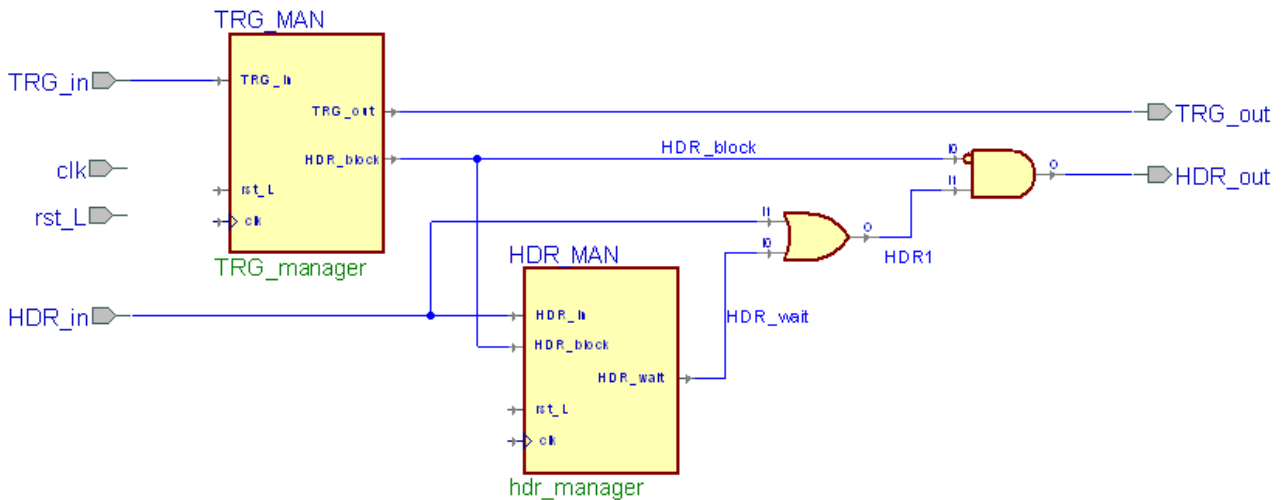 TRG_MAN
TRG_in
TRG_in
TRG_out
TRG_out
HDR_block
HDR_block
I0
O
HDR_out
clk
I1
rst_L
rst_L
clk
I1
O
I0
HDR1
TRG_manager
HDR_MAN
HDR_in
HDR_in
HDR_wait
HDR_block
HDR_wait
rst_L
clk
hdr_manager